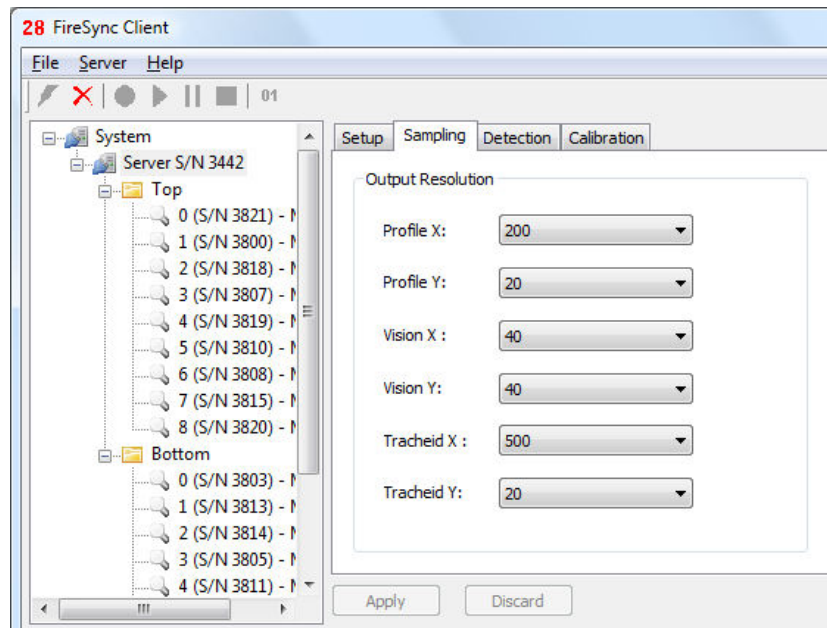 28 FireSync Client
File Server Help
01
System
Server S/N 3442
Top
0 (S/N 3821) -
1 (S/N 3800) -
2 (S/N 3818) -
3 (S/N 3807) -
4 (S/N 3819) -
5 (S/N 3810) -
6 (S/N 3808) -
7 (S/N 3815) -
8 (S/N 3820) -
Bottom
0 (S/N 3803) -
1 (S/N 3813) -
2 (S/N 3814) -
3 (S/N 3805) -
4 (S/N 3811) -
Setup Sampling Detection Calibration
Output Resolution
Profile X: 200
Profile Y: 20
Vision X : 40
Vision Y: 40
Tracheid X : 500
Tracheid Y: 20
Apply Discard